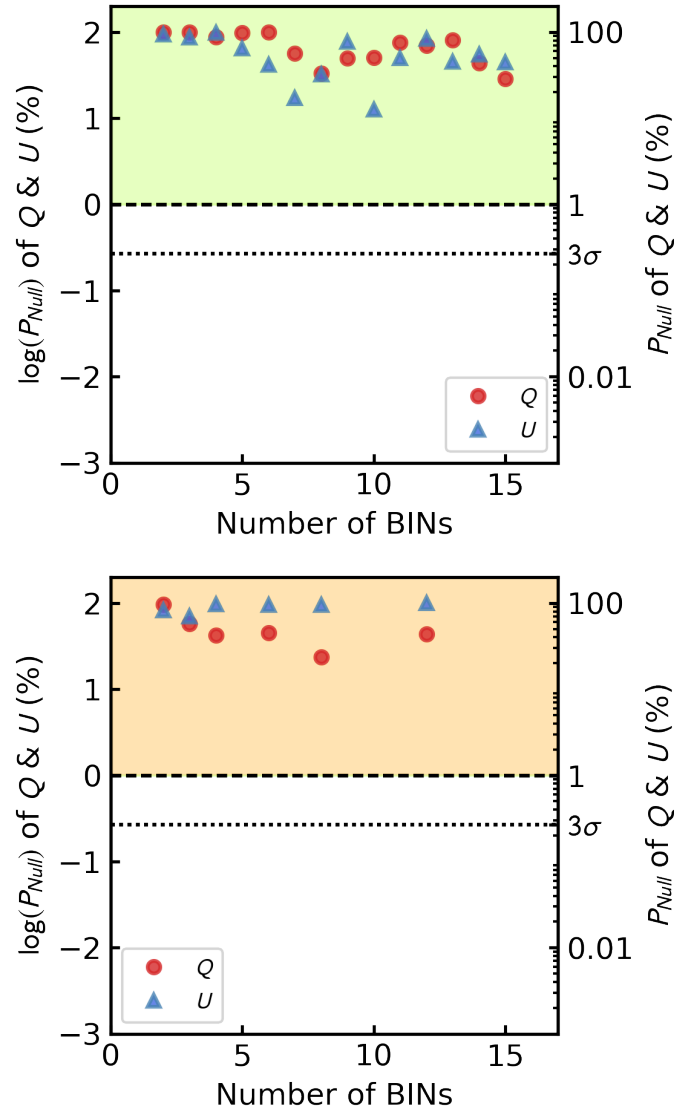 log(P_Null) of Q & U (%)
2
1
0
−1
−2
−3
100
1
3σ
0.01
P_Null of Q & U (%)
Q
U
0
5
10
15
Number of BINs
log(P_Null) of Q & U (%)
2
1
0
−1
−2
−3
100
1
3σ
0.01
P_Null of Q & U (%)
Q
U
0
5
10
15
Number of BINs